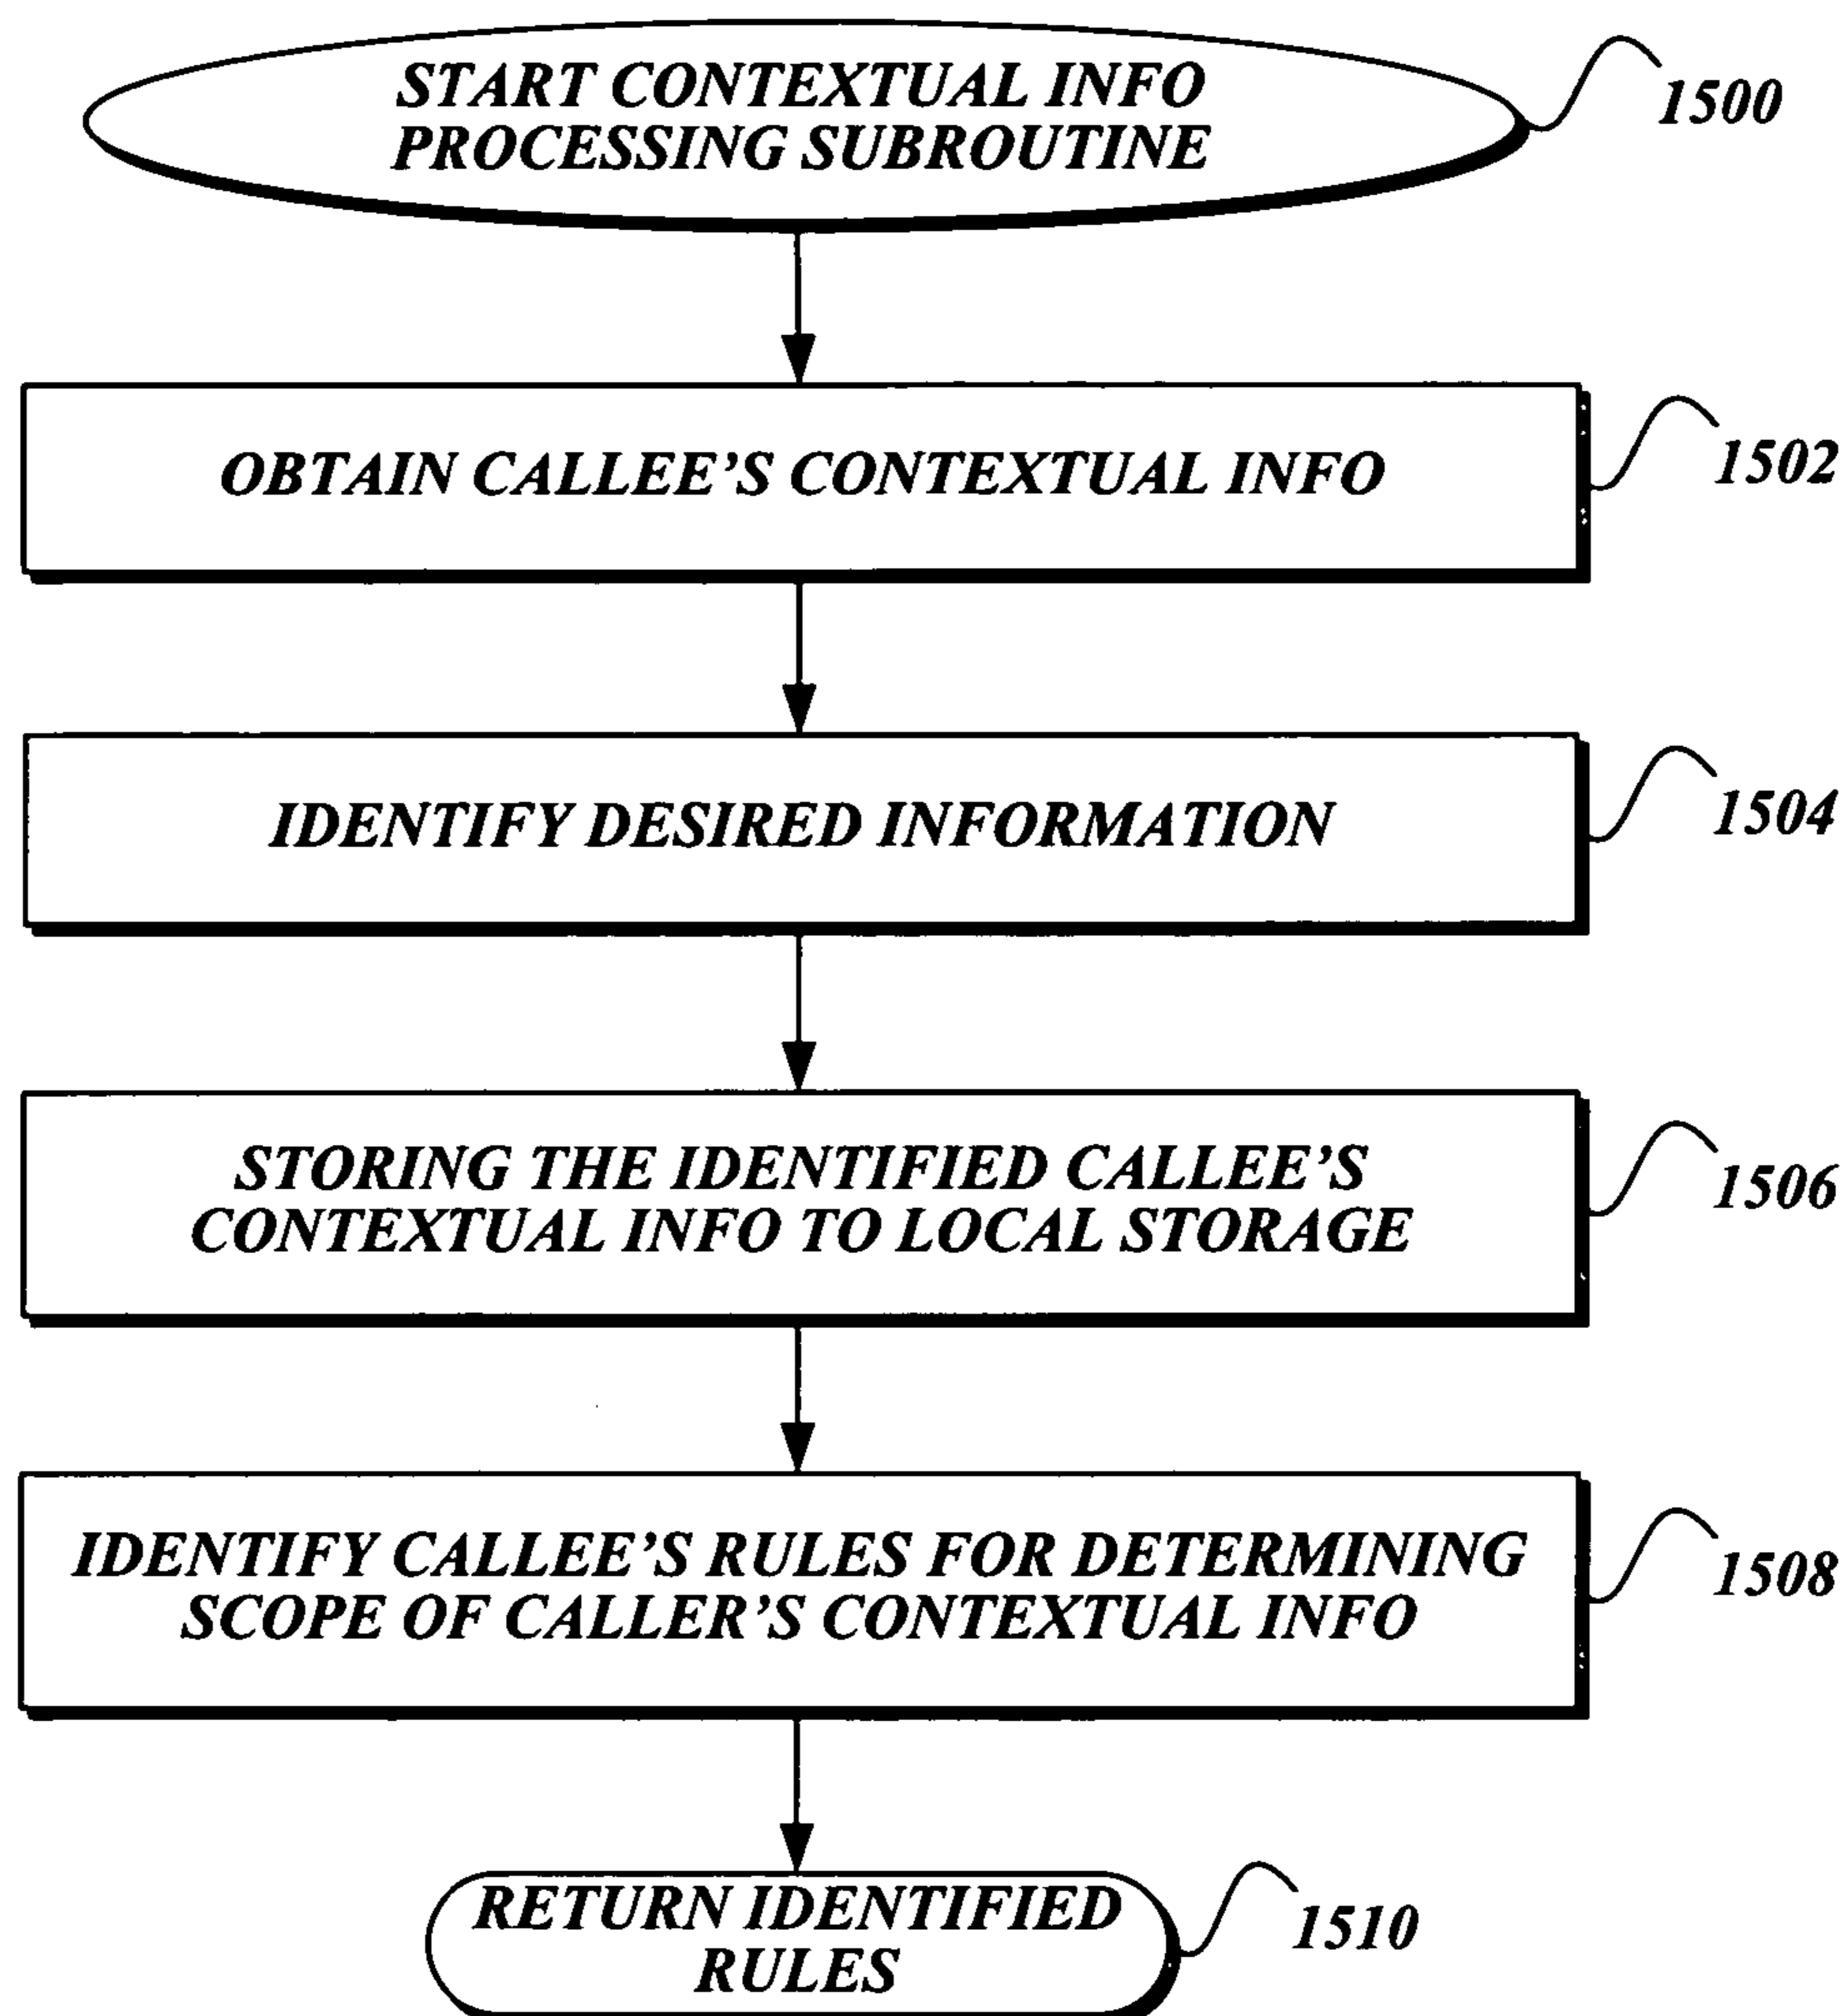 START CONTEXTUAL INFO
PROCESSING SUBROUTINE
1500
OBTAIN CALLEE'S CONTEXTUAL INFO
1502
IDENTIFY DESIRED INFORMATION
1504
STORING THE IDENTIFIED CALLEE'S
CONTEXTUAL INFO TO LOCAL STORAGE
1506
IDENTIFY CALLEE'S RULES FOR DETERMINING
SCOPE OF CALLER'S CONTEXTUAL INFO
1508
RETURN IDENTIFIED
RULES
1510